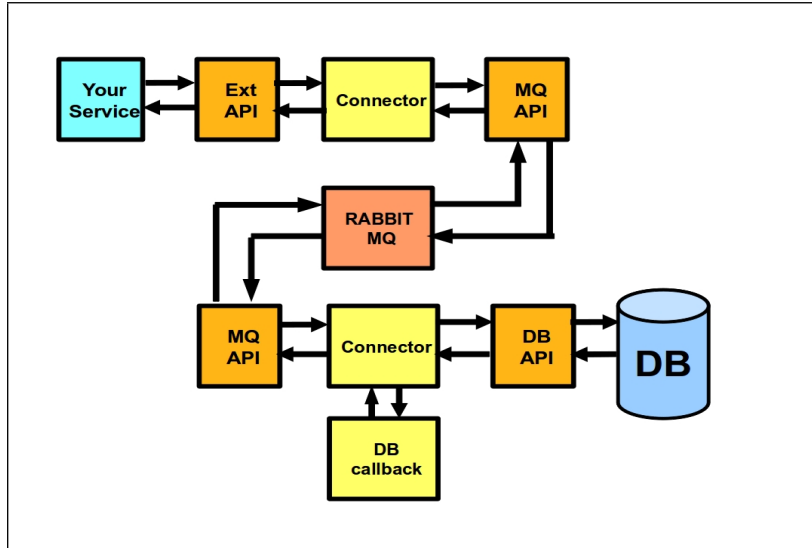 Your
Service
Ext
API
Connector
MQ
API
RABBIT
MQ
MQ
API
Connector
DB
API
DB
DB
callback